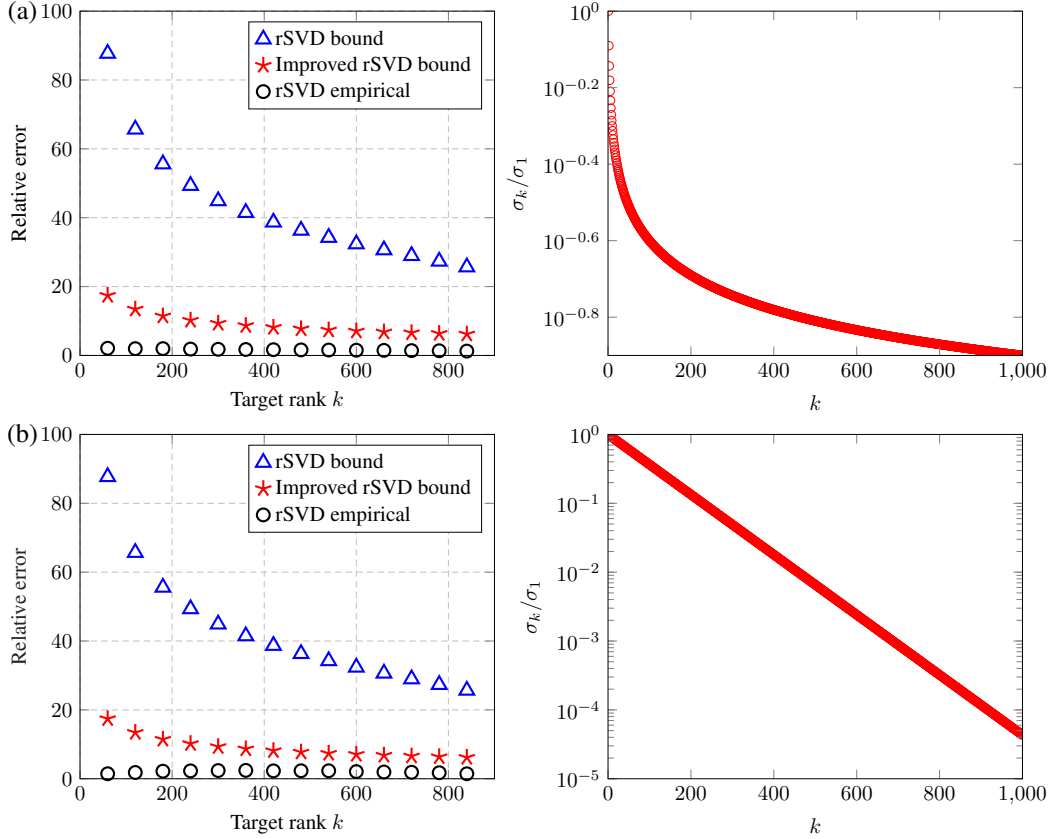 (a)
100
80
60
40
20
0
Relative error
rSVD bound
Improved rSVD bound
rSVD empirical
0 200 400 600 800
Target rank k
10^0
10^−0.2
10^−0.4
10^−0.6
10^−0.8
σ_k/σ_1
0 200 400 600 800 1,000
k
(b)
100
80
60
40
20
0
Relative error
rSVD bound
Improved rSVD bound
rSVD empirical
0 200 400 600 800
Target rank k
10^0
10^−1
10^−2
10^−3
10^−4
10^−5
σ_k/σ_1
0 200 400 600 800 1,000
k